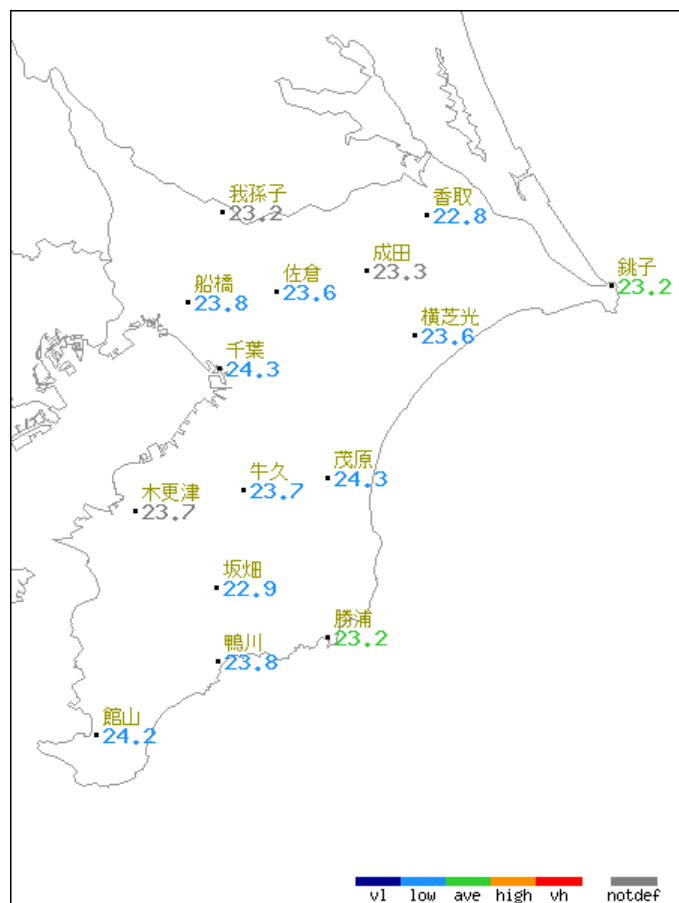 我孫子
23.2
香取
22.8
成田
23.3
銚子
23.2
佐倉
23.6
船橋
23.8
横芝光
23.6
千葉
24.3
茂原
24.3
牛久
23.7
木更津
23.7
坂畑
22.9
勝浦
23.2
鴨川
23.8
館山
24.2
vl low ave high vh notdef